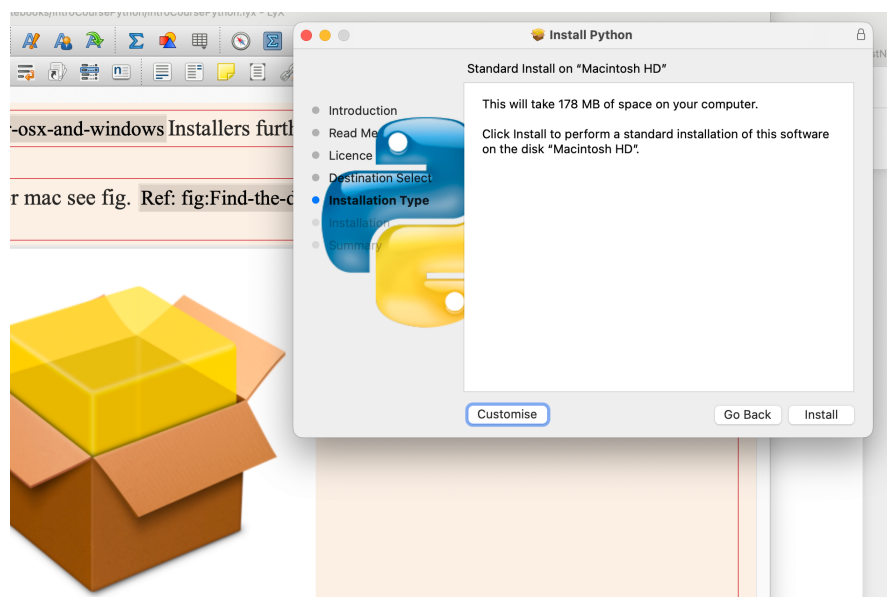 tebooks/IntroCoursePython/IntroCoursePython.lyx - LyX
-osx-and-windows Installers furth
r mac see fig. Ref: fig:Find-the-d
Install Python
Standard Install on “Macintosh HD”
Introduction
Read Me
Licence
Destination Select
Installation Type
Installation
Summary
This will take 178 MB of space on your computer.
Click Install to perform a standard installation of this software
on the disk “Macintosh HD”.
Customise
Go Back
Install